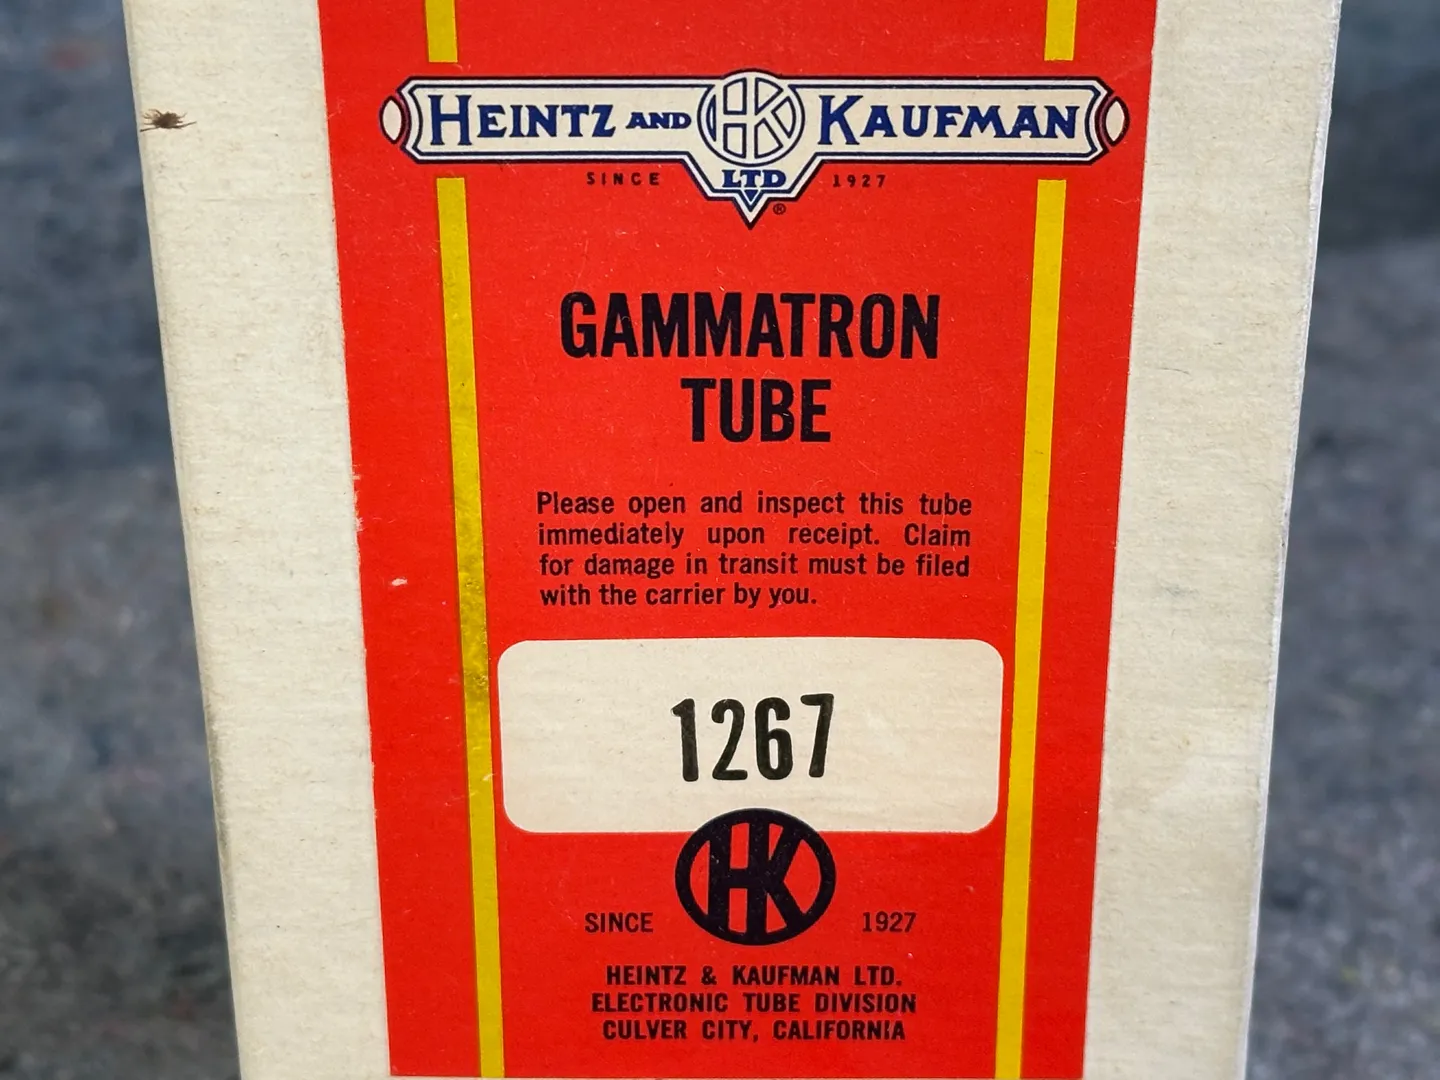 HEINTZ AND HK KAUFMAN
LTD
SINCE 1927
®
GAMMATRON
TUBE
Please open and inspect this tube
immediately upon receipt. Claim
for damage in transit must be filed
with the carrier by you.
1267
HK
SINCE 1927
HEINTZ & KAUFMAN LTD.
ELECTRONIC TUBE DIVISION
CULVER CITY, CALIFORNIA